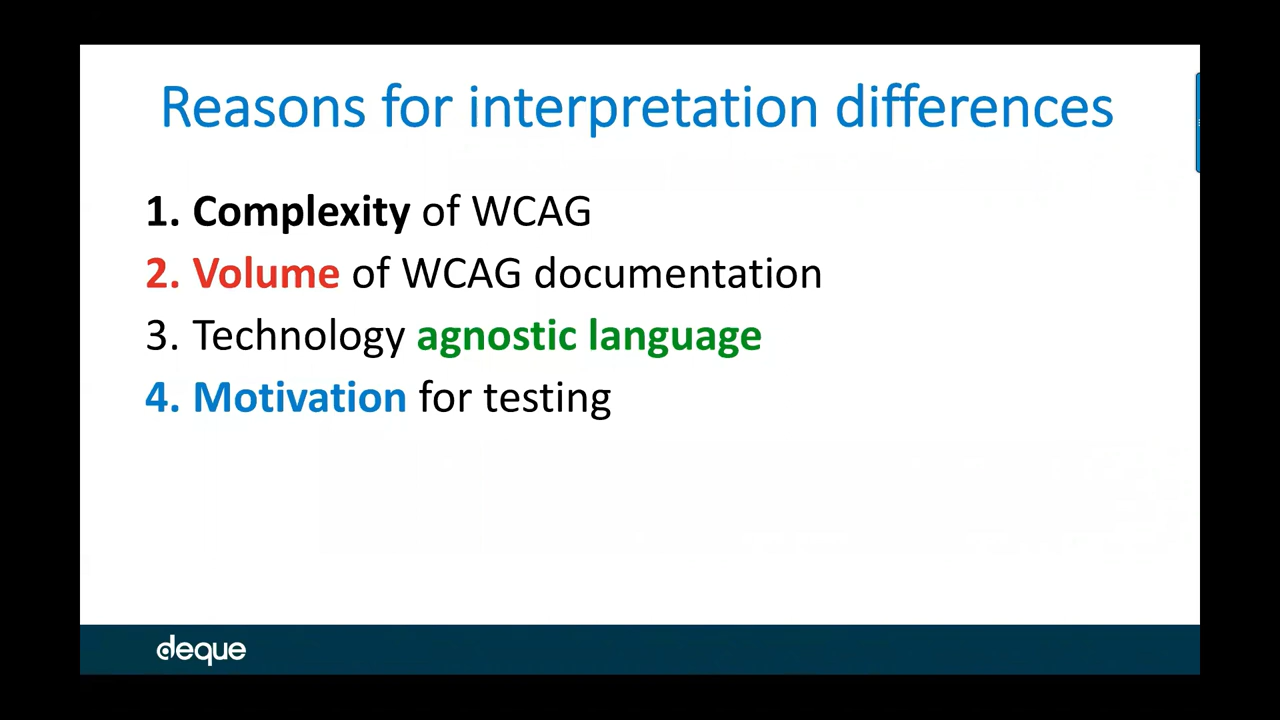 Reasons for interpretation differences
1. Complexity of WCAG
2. Volume of WCAG documentation
3. Technology agnostic language
4. Motivation for testing
deque